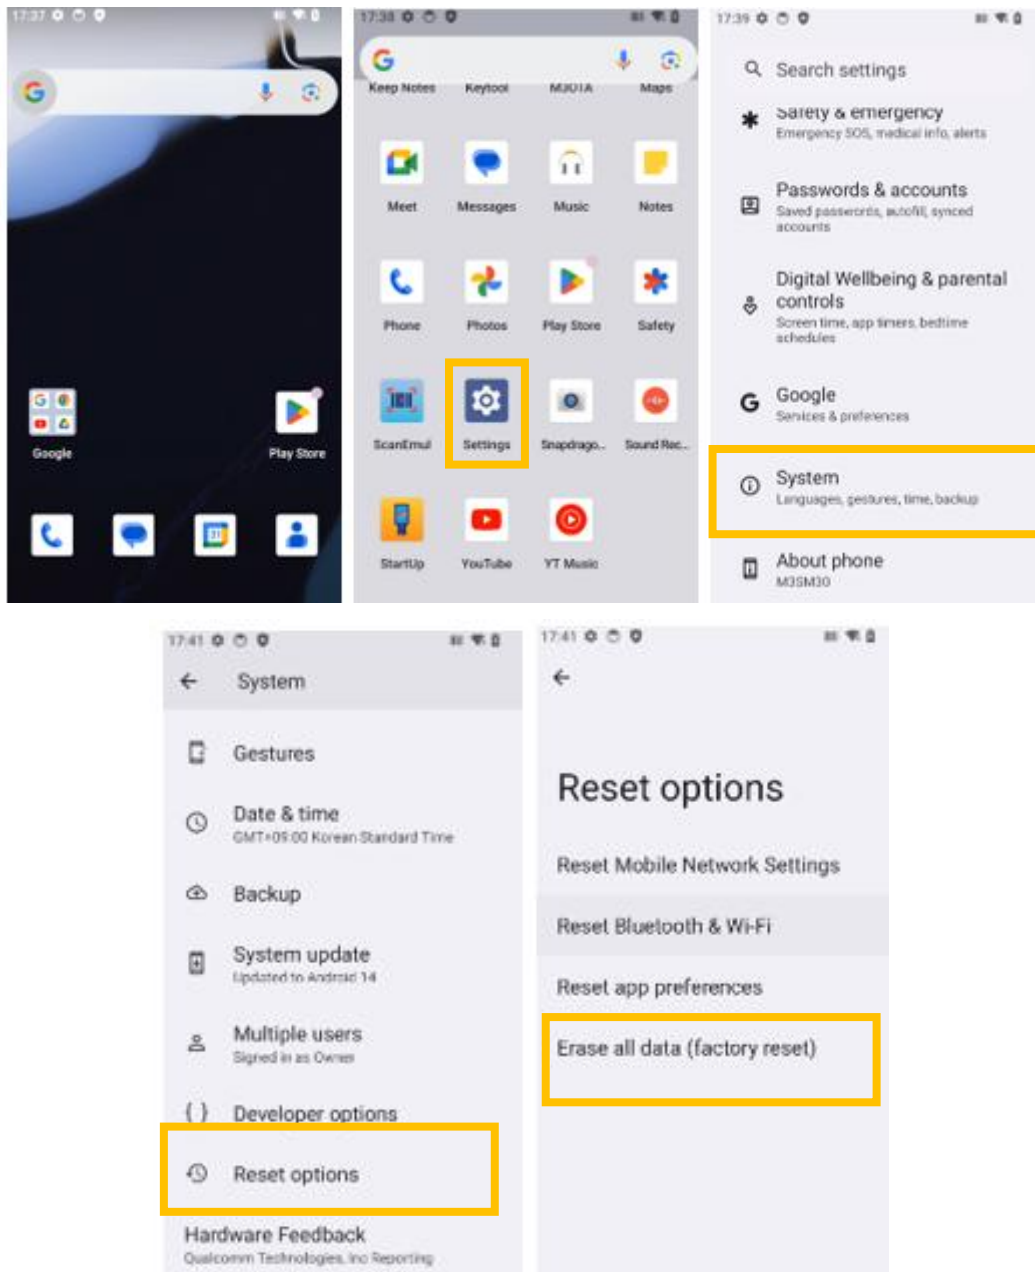 17:37
Google
Play Store
17:38
Keep Notes Keytool M3OTA Maps
Meet Messages Music Notes
Phone Photos Play Store Safety
ScanEmul Settings Snapdrago... Sound Rec...
StartUp YouTube YT Music
17:39
Search settings
Safety & emergency
Emergency SOS, medical info, alerts
Passwords & accounts
Saved passwords, autofill, synced
accounts
Digital Wellbeing & parental
controls
Screen time, app timers, bedtime
schedules
Google
Services & preferences
System
Languages, gestures, time, backup
About phone
M3SM30
17:41
System
Gestures
Date & time
GMT+09:00 Korean Standard Time
Backup
System update
Updated to Android 14
Multiple users
Signed in as Owner
{ } Developer options
Reset options
Hardware Feedback
Qualcomm Technologies, Inc Reporting
17:41
Reset options
Reset Mobile Network Settings
Reset Bluetooth & Wi-Fi
Reset app preferences
Erase all data (factory reset)